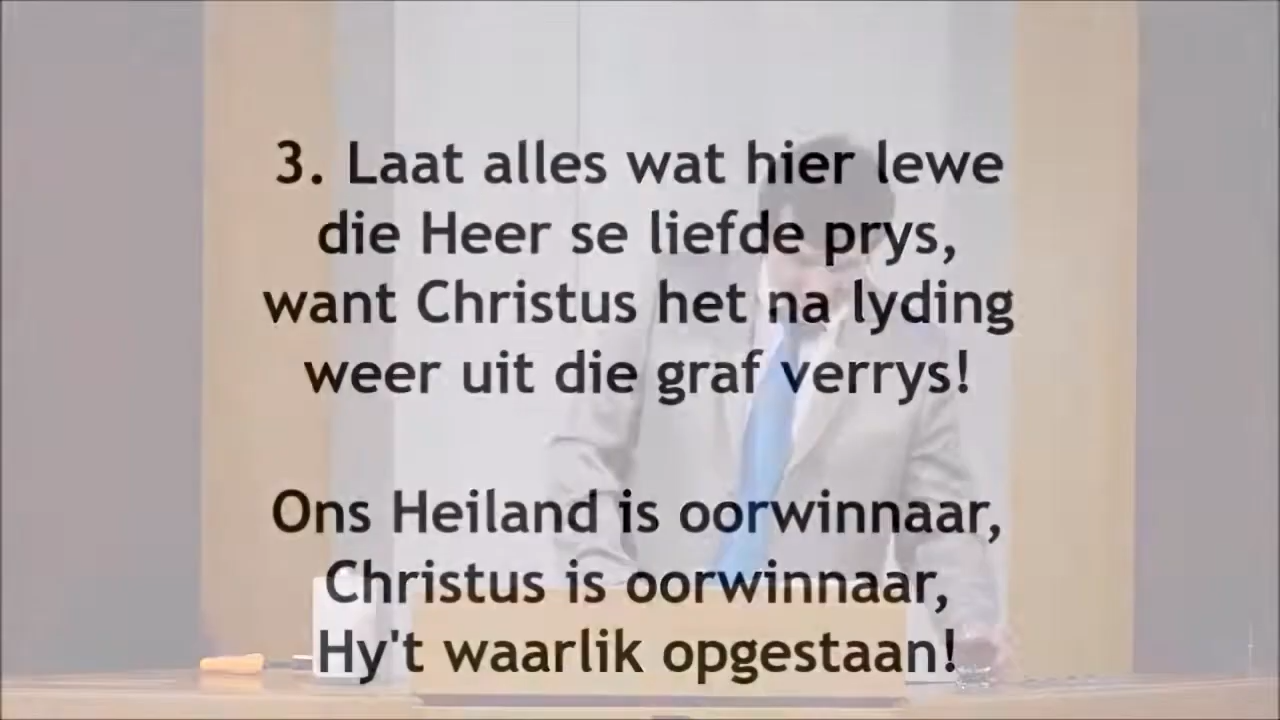 3. Laat alles wat hier lewe
die Heer se liefde prys,
want Christus het na lyding
weer uit die graf verrys!
Ons Heiland is oorwinnaar,
Christus is oorwinnaar,
Hy't waarlik opgestaan!